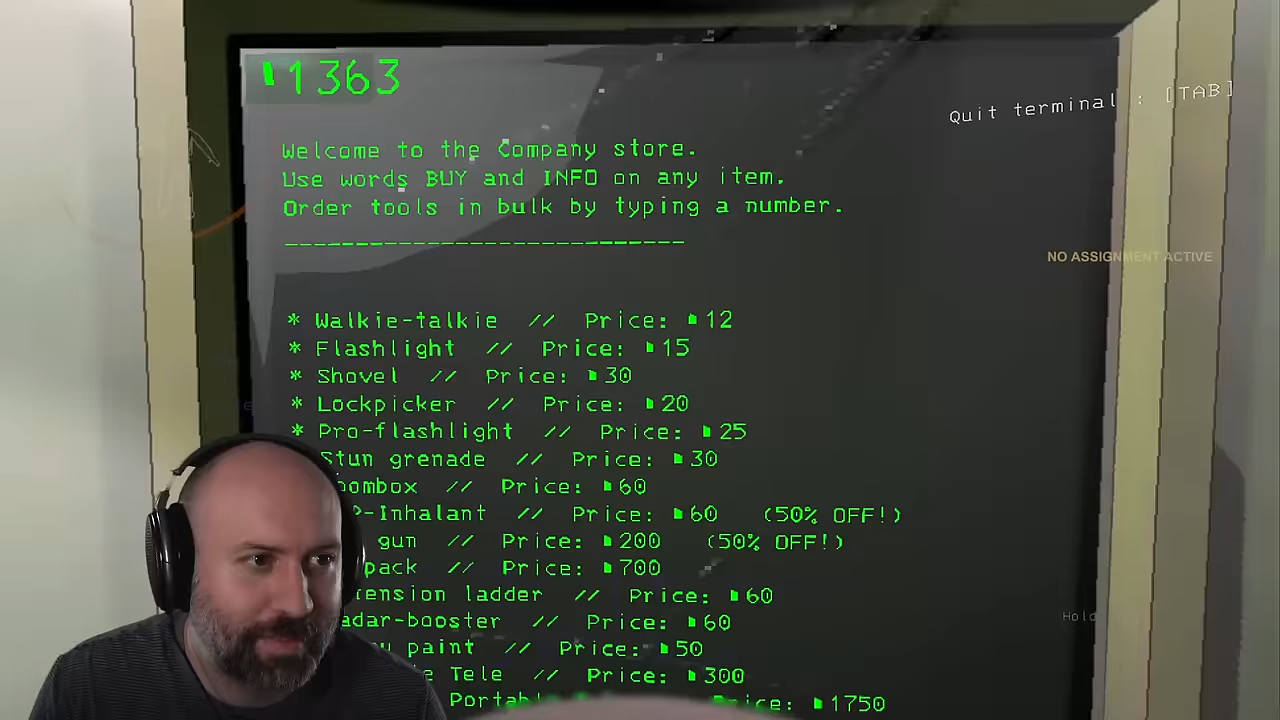 1363
Quit terminal : [TAB]
Welcome to the Company store.
Use words BUY and INFO on any item.
Order tools in bulk by typing a number.
NO ASSIGNMENT ACTIVE
* Walkie-talkie // Price: 12
* Flashlight // Price: 15
* Shovel // Price: 30
* Lockpicker // Price: 20
* Pro-flashlight // Price: 25
Stun grenade // Price: 30
oombox // Price: 60
P-Inhalant // Price: 60 (50% OFF!)
gun // Price: 200 (50% OFF!)
pack // Price: 700
ension ladder // Price: 60
adar-booster // Price: 60
paint // Price: 50
Tele // Price: 300
Price: 1750
Hold